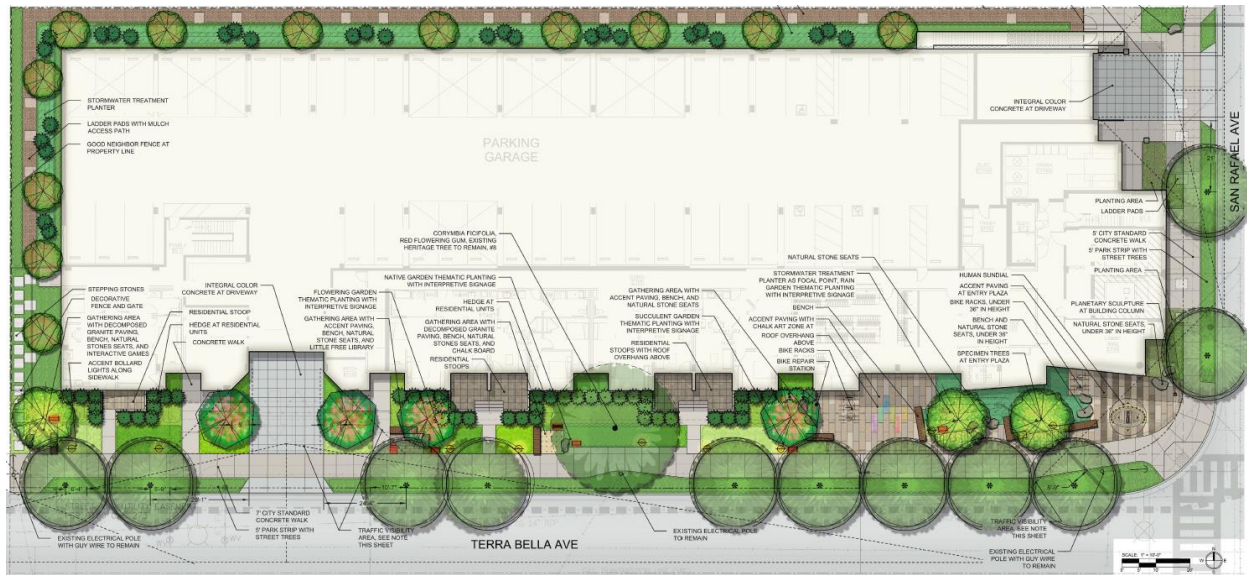 STORMWATER TREATMENT
PLANTER
LADDER PADS WITH MULCH
ACCESS PATH
GOOD NEIGHBOR FENCE AT
PROPERTY LINE
PARKING
GARAGE
INTEGRAL COLOR
CONCRETE AT DRIVEWAY
SAN RAFAEL AVE
PLANTING AREA
LADDER PADS
5' CITY STANDARD
CONCRETE WALK
5' PARK STRIP WITH
STREET TREES
PLANTING AREA
PLANETARY SCULPTURE
AT BUILDING COLUMN
NATURAL STONE SEATS,
UNDER 36" IN HEIGHT
STEPPING STONES
DECORATIVE
FENCE AND GATE
GATHERING AREA
WITH DECOMPOSED
GRANITE PAVING,
BENCH, NATURAL
STONES SEATS, AND
INTERACTIVE GAMES
ACCENT BOLLARD
LIGHTS ALONG
SIDEWALK
INTEGRAL COLOR
CONCRETE AT DRIVEWAY
RESIDENTIAL STOOP
HEDGE AT RESIDENTIAL
UNITS
CONCRETE WALK
CORYMBIA FICIFOLIA,
RED FLOWERING GUM, EXISTING
HERITAGE TREE TO REMAIN, #8
NATIVE GARDEN THEMATIC PLANTING
WITH INTERPRETIVE SIGNAGE
FLOWERING GARDEN
THEMATIC PLANTING WITH
INTERPRETIVE SIGNAGE
GATHERING AREA WITH
ACCENT PAVING,
BENCH, NATURAL
STONE SEATS, AND
LITTLE FREE LIBRARY
HEDGE AT
RESIDENTIAL UNITS
GATHERING AREA WITH
DECOMPOSED GRANITE
PAVING, BENCH, NATURAL
STONES SEATS, AND
CHALK BOARD
RESIDENTIAL
STOOPS
GATHERING AREA, WITH
ACCENT PAVING, BENCH, AND
NATURAL STONE SEATS
SUCCULENT GARDEN
THEMATIC PLANTING WITH
INTERPRETIVE SIGNAGE
RESIDENTIAL
STOOPS WITH ROOF
OVERHANG ABOVE
NATURAL STONE SEATS
STORMWATER TREATMENT
PLANTER AS FOCAL POINT, RAIN
GARDEN THEMATIC PLANTING
WITH INTERPRETIVE SIGNAGE
BENCH
ACCENT PAVING WITH
CHALK ART ZONE AT
ROOF OVERHANG
ABOVE
BIKE RACKS
BIKE REPAIR
STATION
HUMAN SUNDIAL
ACCENT PAVING
AT ENTRY PLAZA
BIKE RACKS, UNDER
36" IN HEIGHT
BENCH AND
NATURAL STONE
SEATS, UNDER 36"
IN HEIGHT
SPECIMEN TREES
AT ENTRY PLAZA
EXISTING ELECTRICAL POLE
WITH GUY WIRE TO REMAIN
7' CITY STANDARD
CONCRETE WALK
5' PARK STRIP WITH
STREET TREES
TRAFFIC VISIBILITY
AREA, SEE NOTE
THIS SHEET
TERRA BELLA AVE
EXISTING ELECTRICAL POLE
TO REMAIN
TRAFFIC VISIBILITY
AREA, SEE NOTE
THIS SHEET
EXISTING ELECTRICAL
POLE WITH GUY WIRE
TO REMAIN